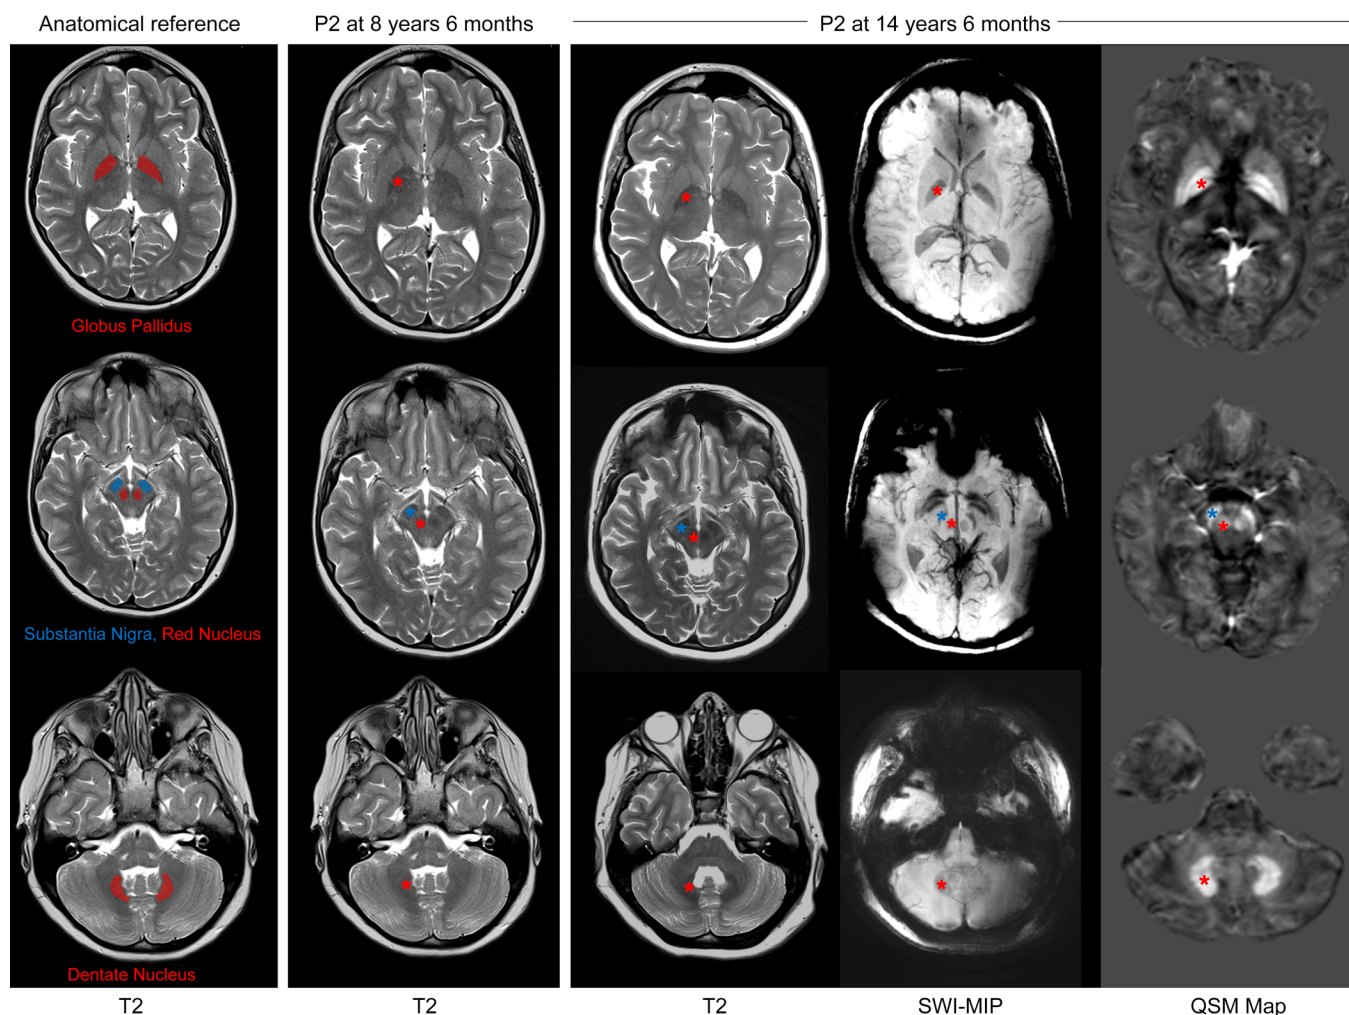 Anatomical reference
P2 at 8 years 6 months
P2 at 14 years 6 months
Globus Pallidus
Substantia Nigra, Red Nucleus
Dentate Nucleus
T2
T2
T2
SWI-MIP
QSM Map